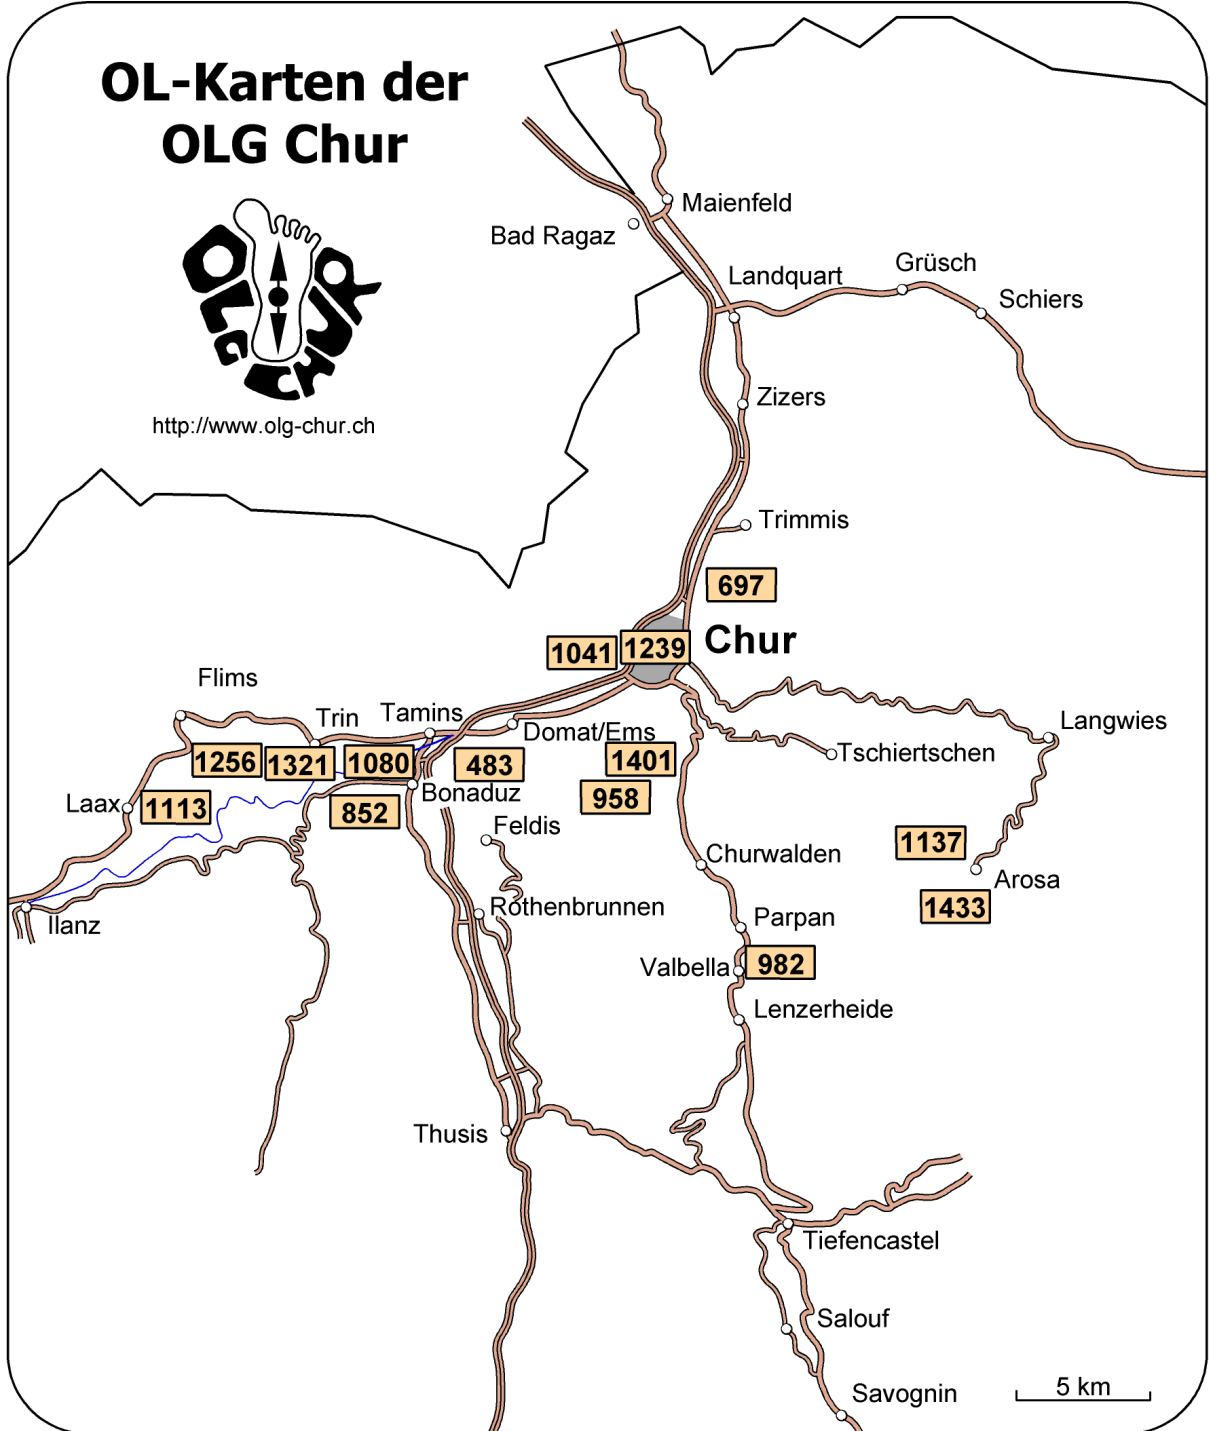 OL-Karten der
OLG Chur
OLG CHUR
http://www.olg-chur.ch
Maienfeld
Bad Ragaz
Landquart
Grüsch
Schiers
Zizers
Trimmis
697
Chur
1041
1239
Flims
Trin
Tamins
Domat/Ems
Langwies
Tschiertschen
1256
1321
1080
483
1401
958
Laax
1113
852
Bonaduz
Feldis
1137
Churwalden
Arosa
1433
Rothenbrunnen
Parpan
Ilanz
Valbella
982
Lenzerheide
Thusis
Tiefencastel
Salouf
Savognin
5 km